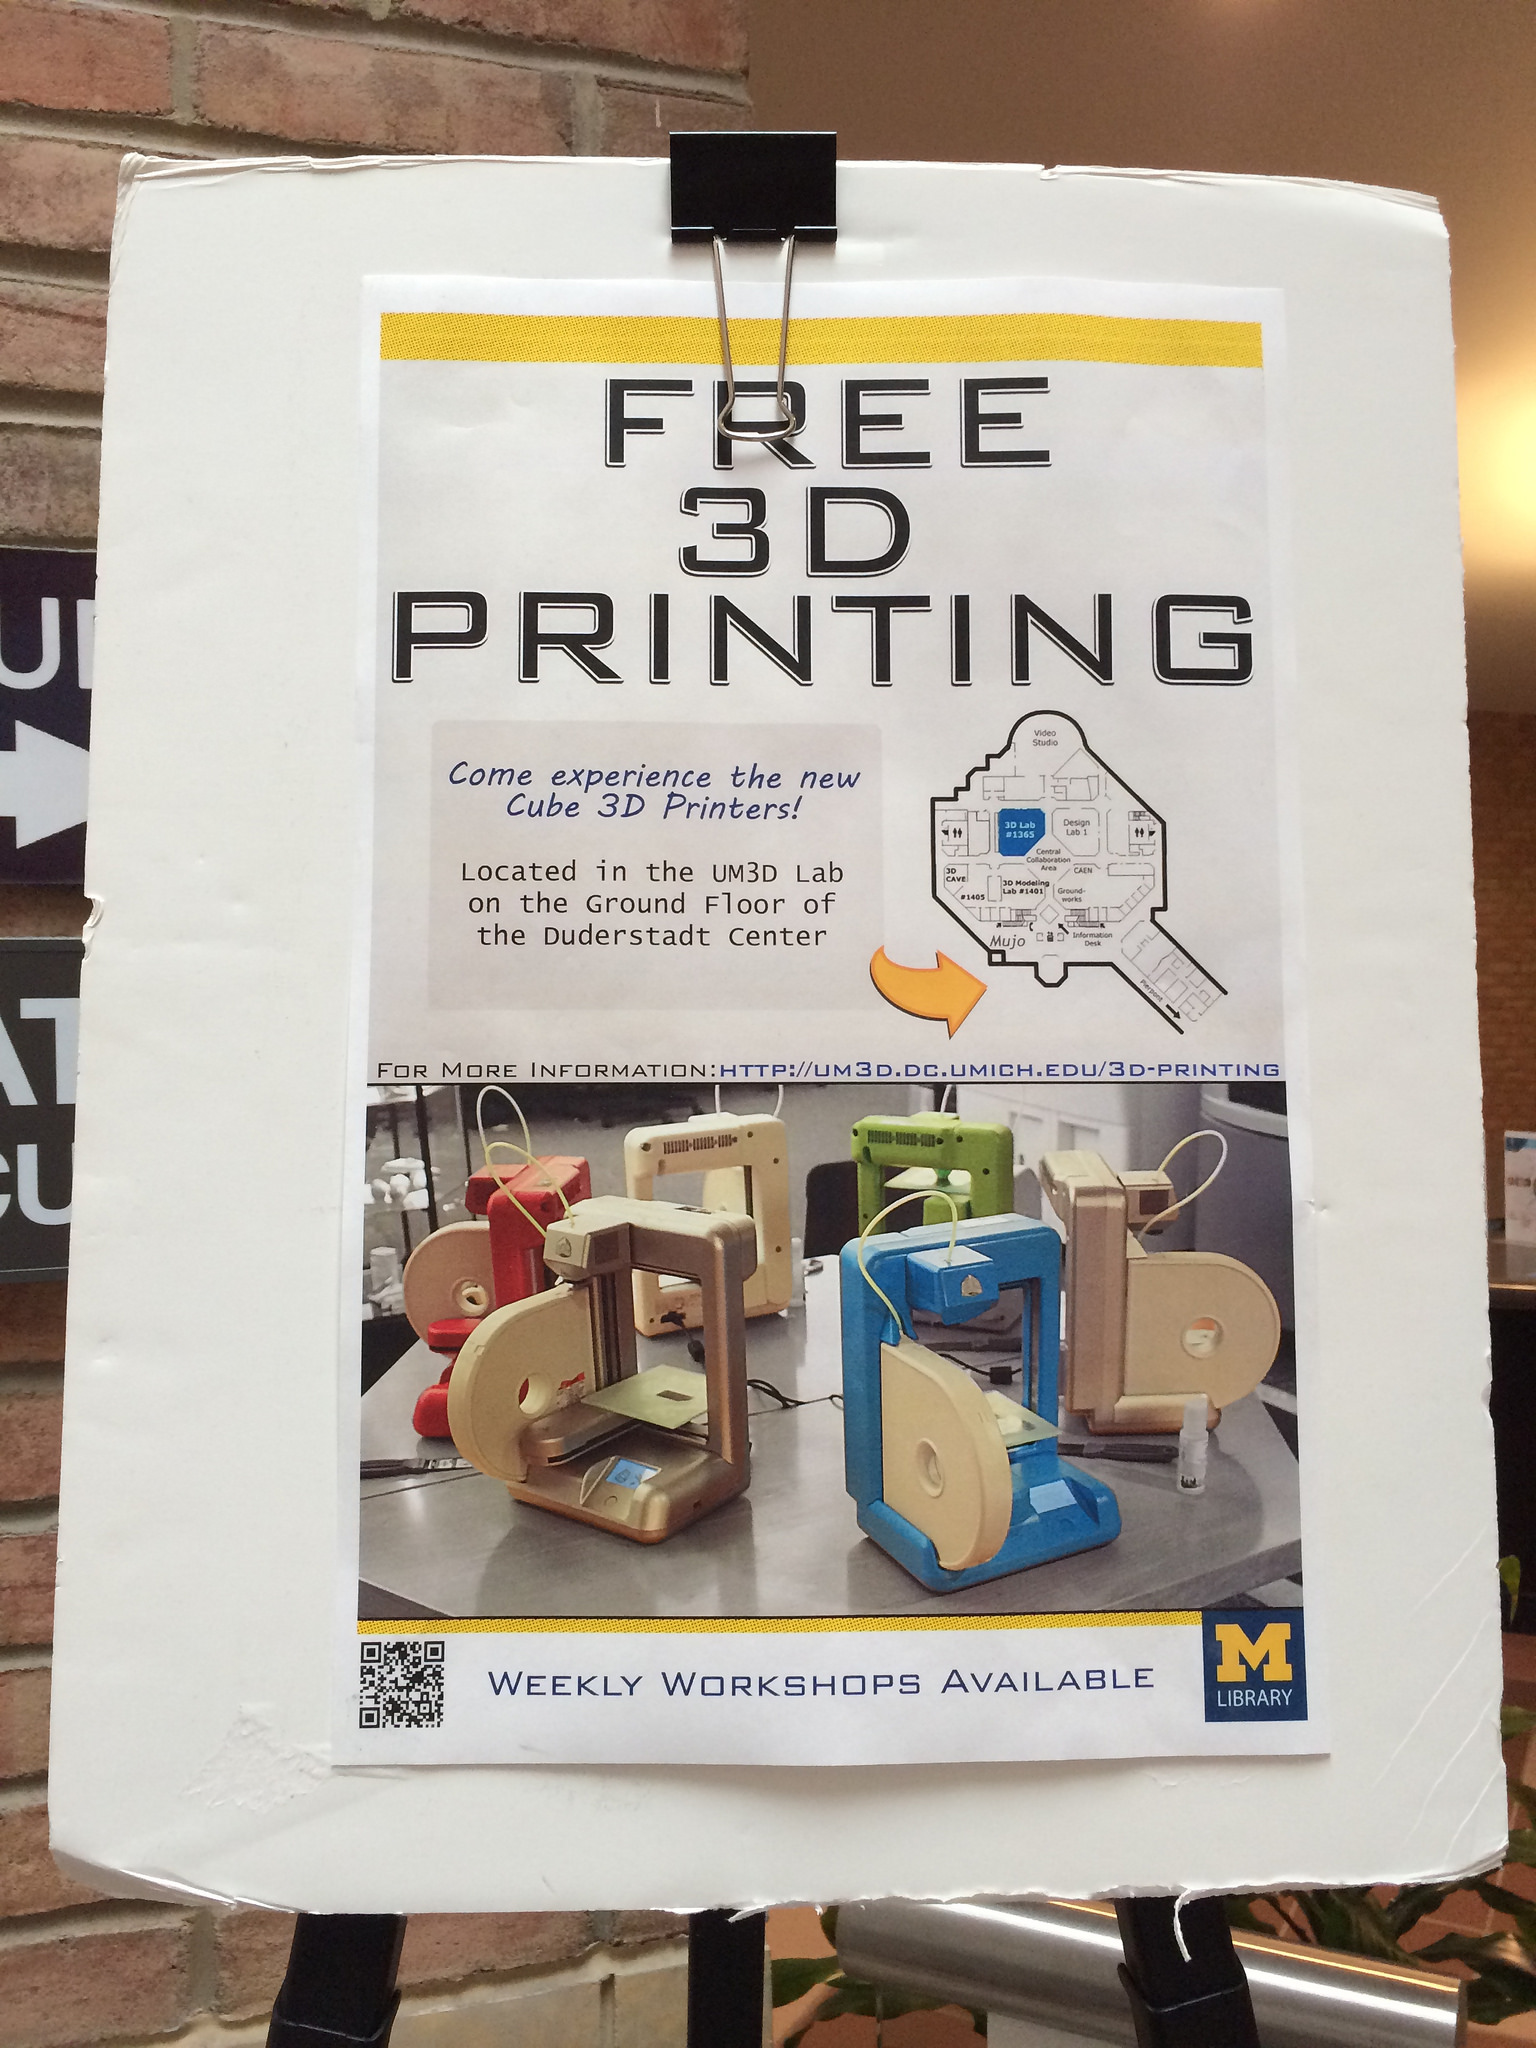 FREE
3D
PRINTING
Come experience the new
Cube 3D Printers!
Located in the UM3D Lab
on the Ground Floor of
the Duderstadt Center
Video
Studio
3D Lab
#1365
Design
Lab 1
Central
Collaboration
Area
3D
CAVE
CAEN
3D Modeling
Lab #1401
Ground-
works
#1405
Mujo
Information
Desk
Pierpont
FOR MORE INFORMATION:HTTP://UM3D.DC.UMICH.EDU/3D-PRINTING
WEEKLY WORKSHOPS AVAILABLE
M
LIBRARY